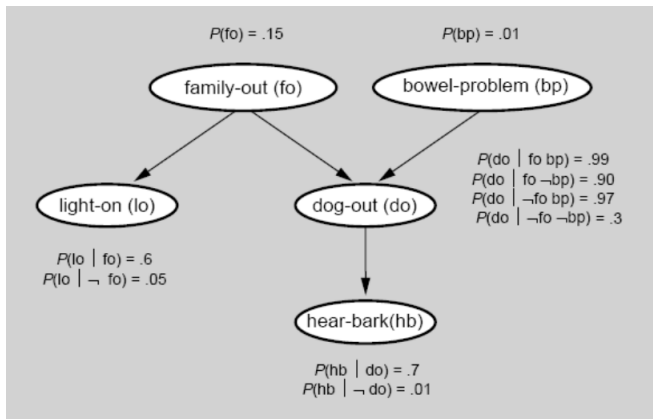 P(fo) = .15
P(bp) = .01
family-out (fo)
bowel-problem (bp)
P(do | fo bp) = .99
P(do | fo ¬bp) = .90
P(do | ¬fo bp) = .97
P(do | ¬fo ¬bp) = .3
light-on (lo)
dog-out (do)
P(lo | fo) = .6
P(lo | ¬ fo) = .05
hear-bark(hb)
P(hb | do) = .7
P(hb | ¬ do) = .01